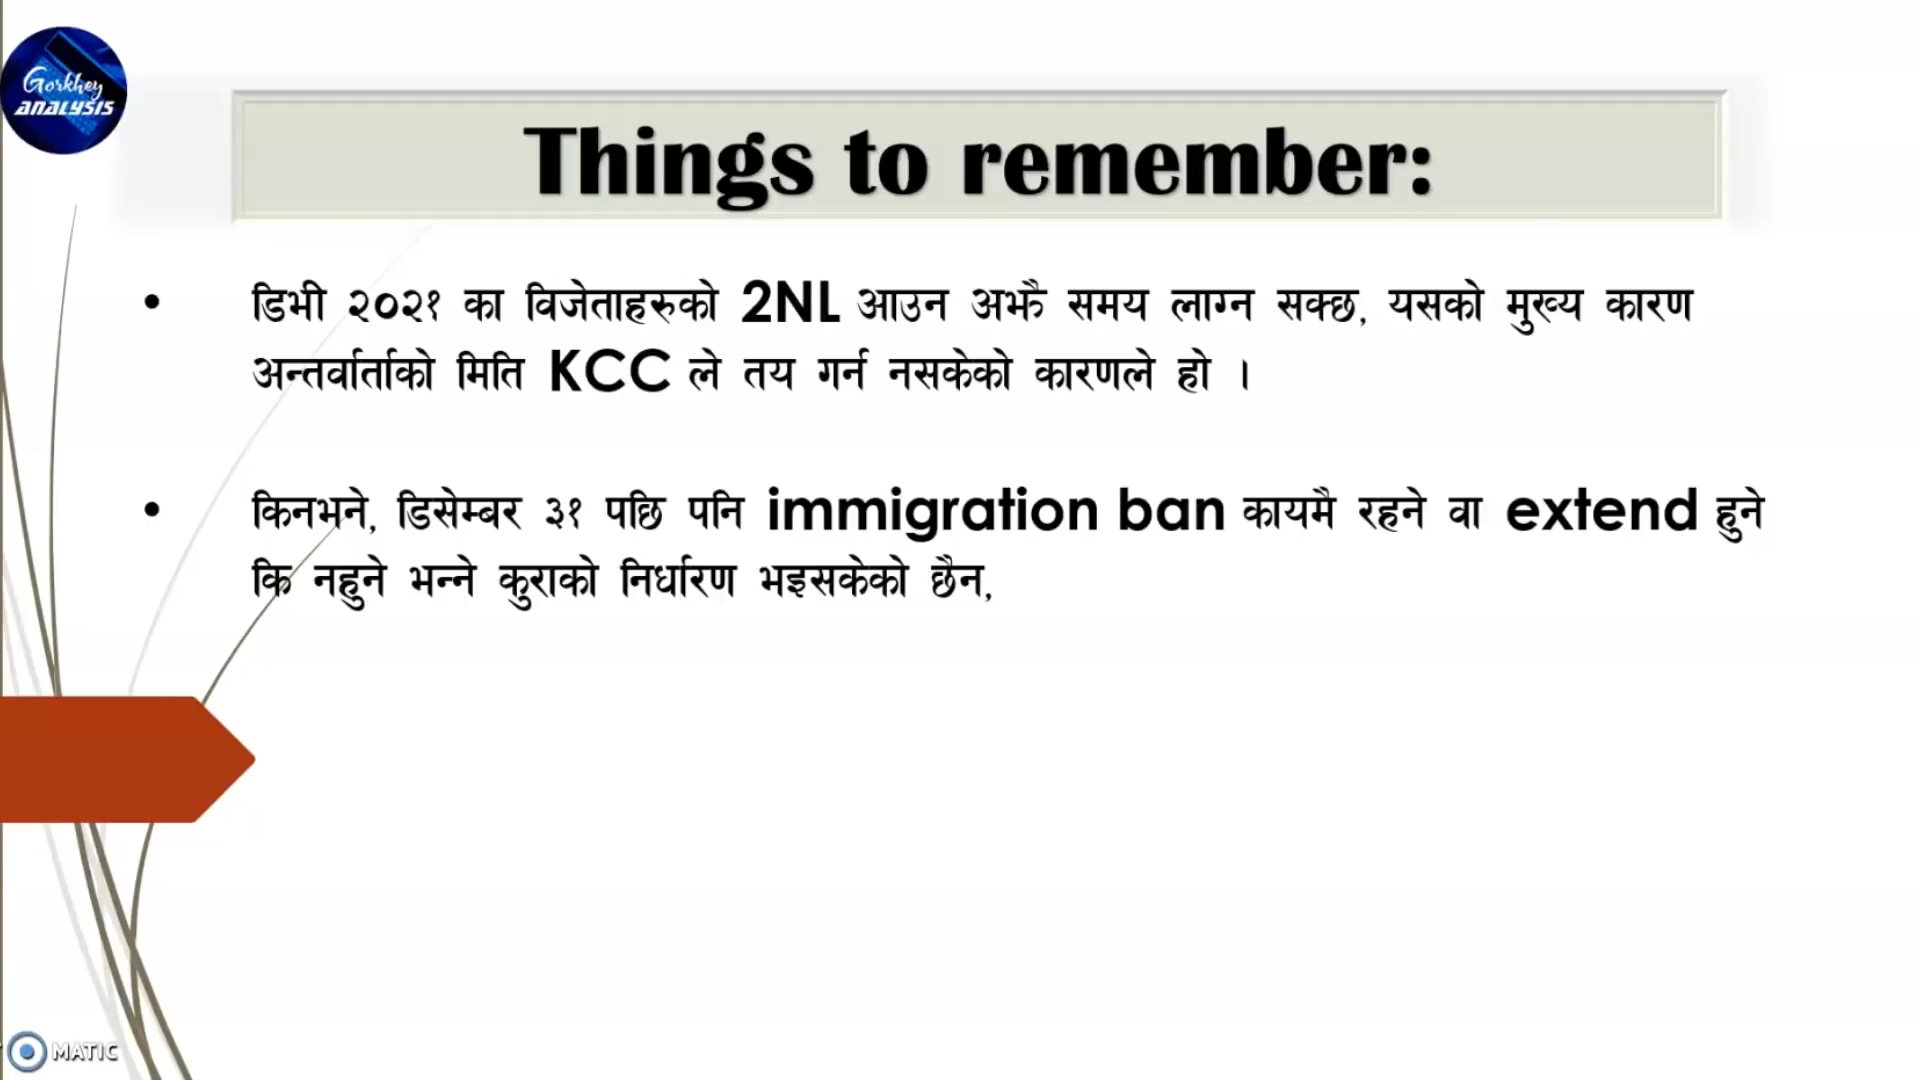 Gorkhey
ANALYSIS
Things to remember:
• डिभी २०२१ का विजेताहरुको 2NL आउन अझै समय लाग्न सक्छ, यसको मुख्य कारण
अन्तर्वार्ताको मिति KCC ले तय गर्न नसकेको कारणले हो ।
• किनभने, डिसेम्बर ३१ पछि पनि immigration ban कायमै रहने वा extend हुने
कि नहुने भन्ने कुराको निर्धारण भइसकेको छैन,
MATIC